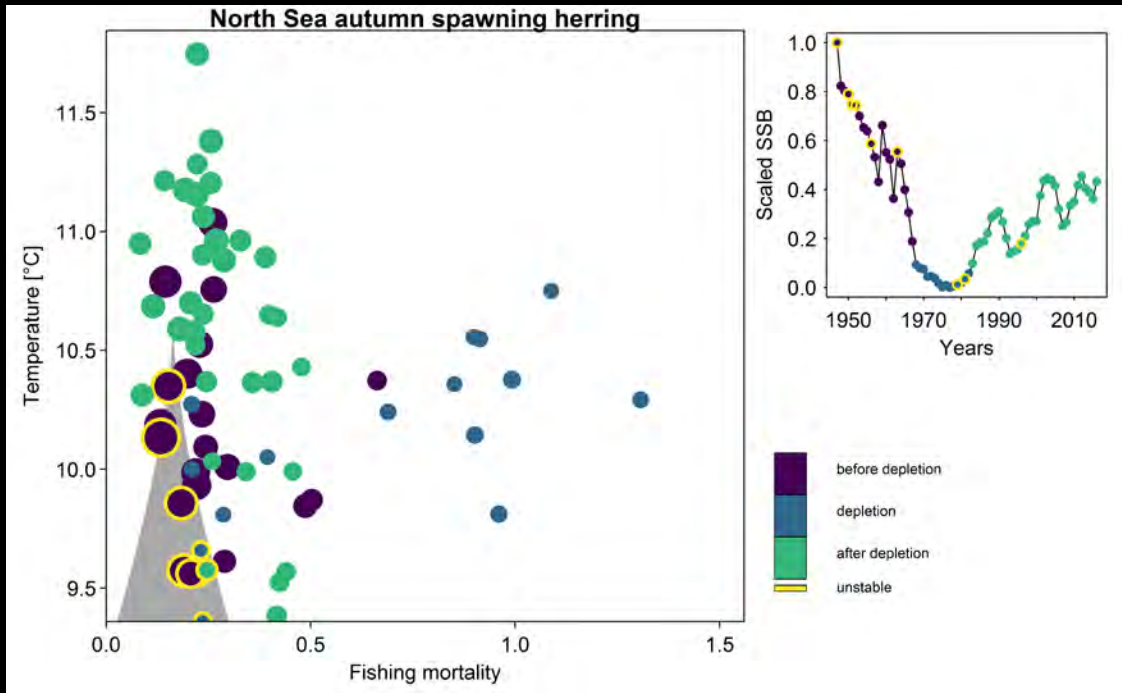 North Sea autumn spawning herring
Temperature [°C]
11.5
11.0
10.5
10.0
9.5
0.0
0.5
1.0
1.5
Fishing mortality
Scaled SSB
1.0
0.8
0.6
0.4
0.2
0.0
1950
1970
1990
2010
Years
before depletion
depletion
after depletion
unstable